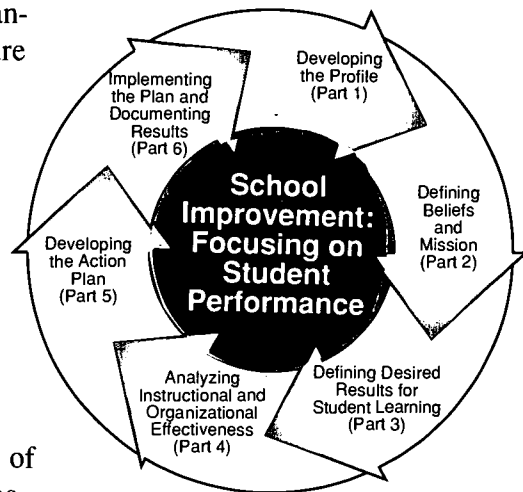 an-
are
Developing
the Profile
(Part 1)
Defining
Beliefs
and
Mission
(Part 2)
Defining Desired
Results for
Student Learning
(Part 3)
Analyzing
Instructional and
Organizational
Effectiveness
(Part 4)
Developing
the Action
Plan
(Part 5)
Implementing
the Plan and
Documenting
Results
(Part 6)
School
Improvement:
Focusing on
Student
Performance
of